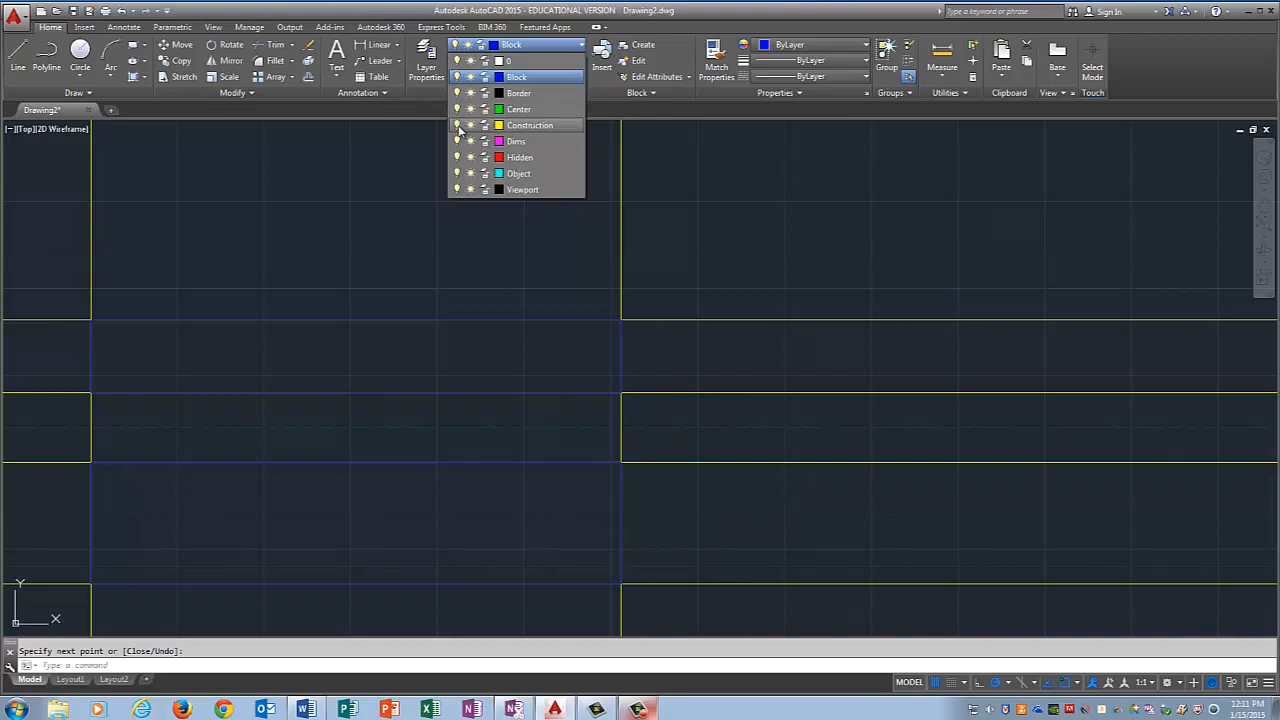 Autodesk AutoCAD 2015 - EDUCATIONAL VERSION Drawing2.dwg
Type a keyword or phrase
Sign In
Home Insert Annotate Parametric View Manage Output Add-ins Autodesk 360 Express Tools BIM 360 Featured Apps
Line Polyline Circle Arc
Move Rotate Trim
Copy Mirror Fillet
Stretch Scale Array
Text
Linear
Leader
Table
Layer Properties
Block
Insert
Create
Edit
Edit Attributes
Match Properties
ByLayer
ByLayer
ByLayer
Group
Measure
Paste
Base
Select Mode
Draw Modify Annotation Block Properties Groups Utilities Clipboard View Touch
0
Block
Border
Center
Construction
Dims
Hidden
Object
Viewport
Drawing2*
[−][Top][2D Wireframe]
Y
X
Specify next point or [Close/Undo]:
Type a command
Model Layout1 Layout2
MODEL
1:1
12:11 PM
1/15/2015